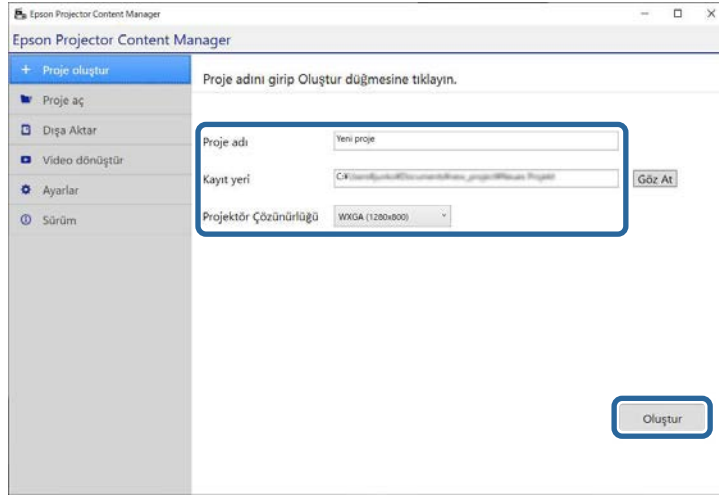 Epson Projector Content Manager
Epson Projector Content Manager
+ Proje oluştur
Proje aç
Dışa Aktar
Video dönüştür
Ayarlar
Sürüm
Proje adını girip Oluştur düğmesine tıklayın.
Proje adı
Yeni proje
Kayıt yeri
Göz At
Projektör Çözünürlüğü
WXGA (1280x800)
Oluştur